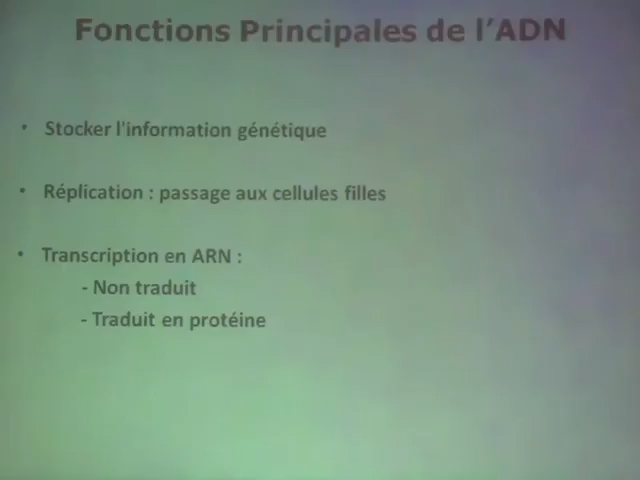 Fonctions Principales de l'ADN
• Stocker l'information génétique
• Réplication : passage aux cellules filles
• Transcription en ARN :
- Non traduit
- Traduit en protéine